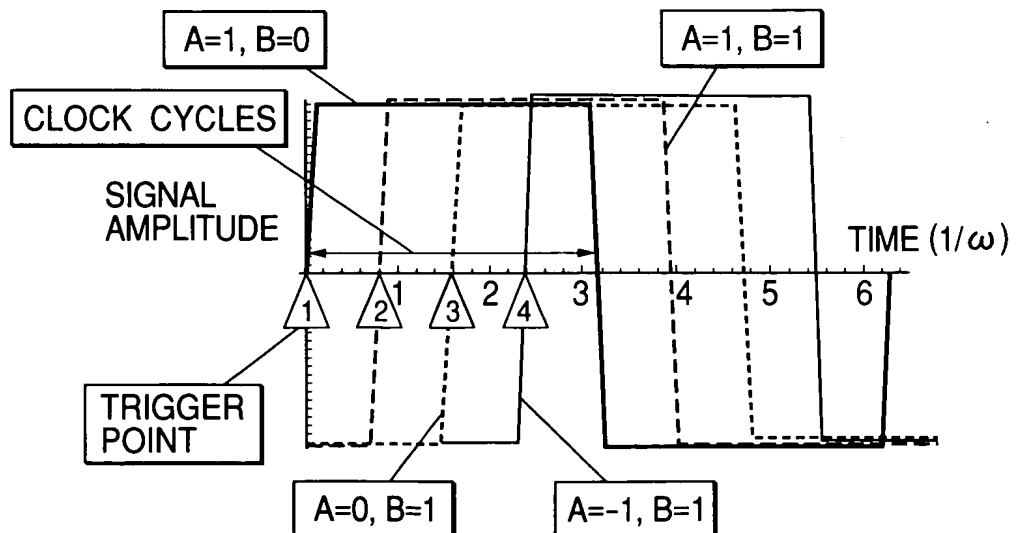 A=1, B=0
A=1, B=1
CLOCK CYCLES
SIGNAL
AMPLITUDE
TIME (1/ω)
1 2 3 4 5 6
1 2 3 4
TRIGGER
POINT
A=0, B=1
A=-1, B=1